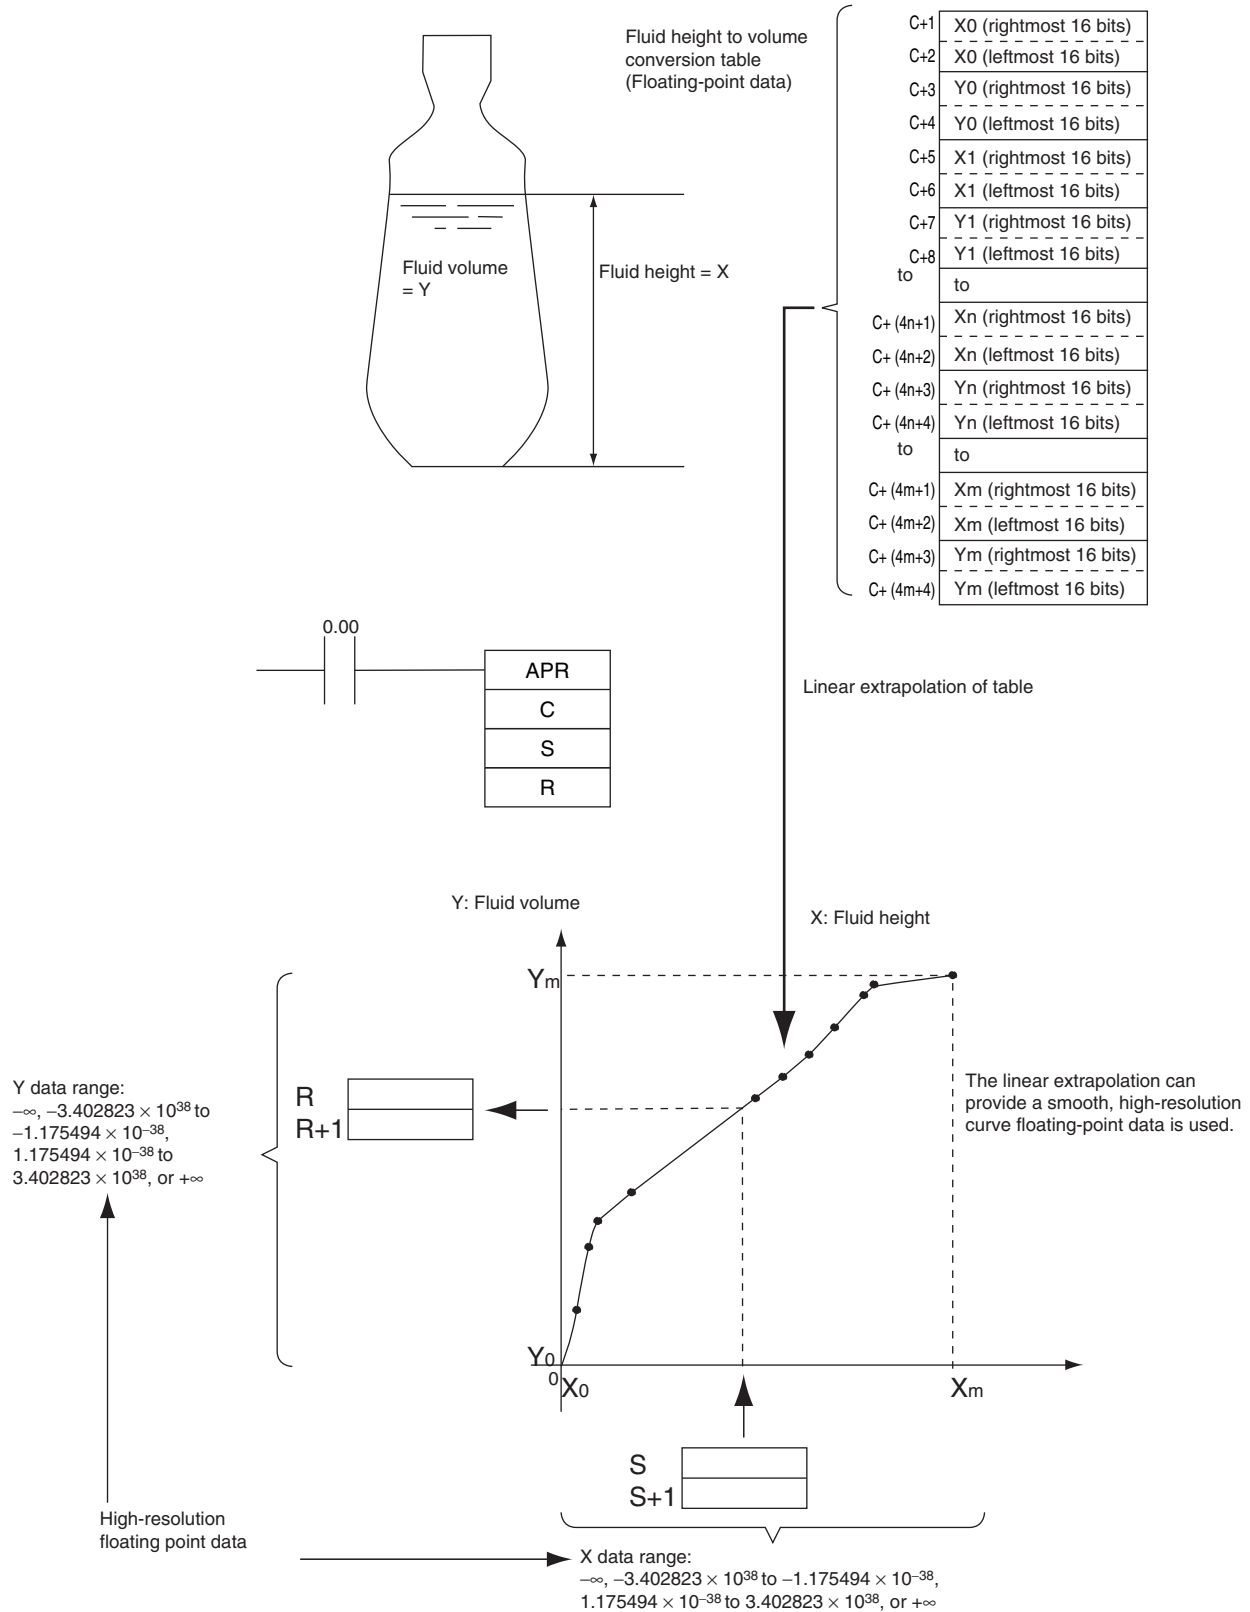 Fluid height to volume
conversion table
(Floating-point data)
C+1 X0 (rightmost 16 bits)
C+2 X0 (leftmost 16 bits)
C+3 Y0 (rightmost 16 bits)
C+4 Y0 (leftmost 16 bits)
C+5 X1 (rightmost 16 bits)
C+6 X1 (leftmost 16 bits)
C+7 Y1 (rightmost 16 bits)
C+8 Y1 (leftmost 16 bits)
to to
C+ (4n+1) Xn (rightmost 16 bits)
C+ (4n+2) Xn (leftmost 16 bits)
C+ (4n+3) Yn (rightmost 16 bits)
C+ (4n+4) Yn (leftmost 16 bits)
to to
C+ (4m+1) Xm (rightmost 16 bits)
C+ (4m+2) Xm (leftmost 16 bits)
C+ (4m+3) Ym (rightmost 16 bits)
C+ (4m+4) Ym (leftmost 16 bits)
Fluid volume
= Y
Fluid height = X
0.00
APR
C
S
R
Linear extrapolation of table
Y: Fluid volume
X: Fluid height
Ym
Y data range:
−∞, −3.402823 × 10³⁸ to
−1.175494 × 10⁻³⁸,
1.175494 × 10⁻³⁸ to
3.402823 × 10³⁸, or +∞
R
R+1
The linear extrapolation can
provide a smooth, high-resolution
curve floating-point data is used.
Y0
0
X0
Xm
S
S+1
High-resolution
floating point data
X data range:
−∞, −3.402823 × 10³⁸ to −1.175494 × 10⁻³⁸,
1.175494 × 10⁻³⁸ to 3.402823 × 10³⁸, or +∞